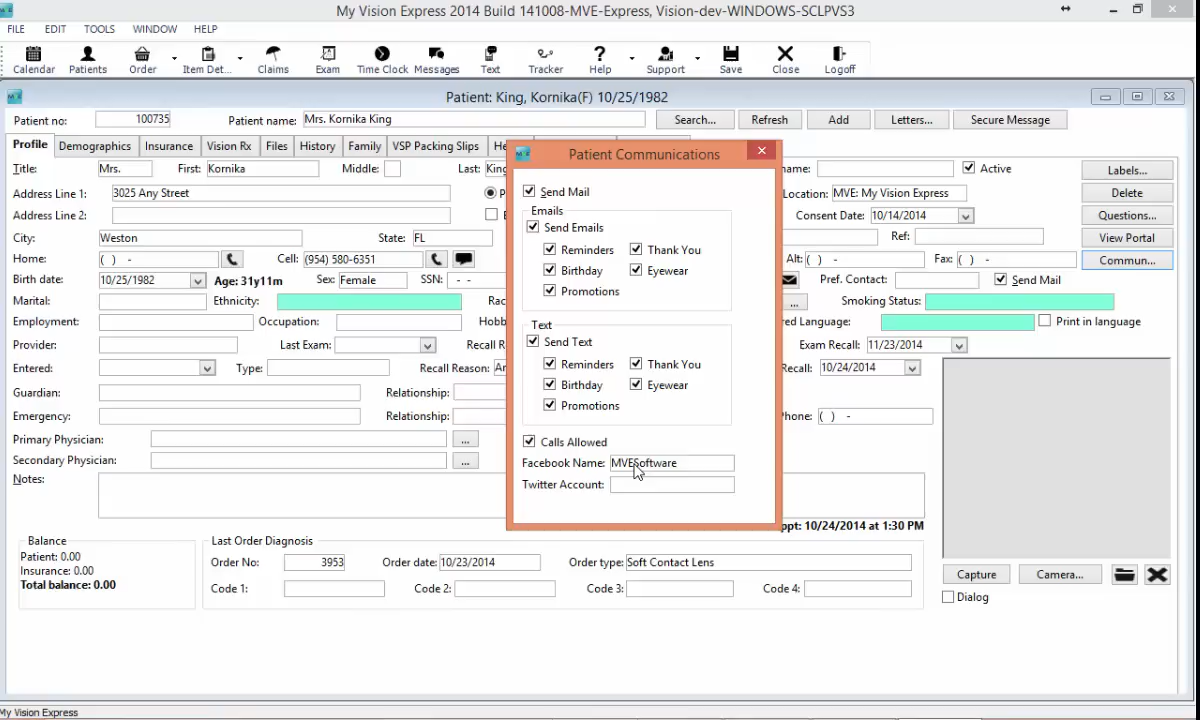 My Vision Express 2014 Build 141008-MVE-Express, Vision-dev-WINDOWS-SCLPVS3
FILE EDIT TOOLS WINDOW HELP
Calendar Patients Order Item Det... Claims Exam Time Clock Messages Text Tracker Help Support Save Close Logoff
Patient: King, Kornika(F) 10/25/1982
Patient no: 100735 Patient name: Mrs. Kornika King Search... Refresh Add Letters... Secure Message
Profile Demographics Insurance Vision Rx Files History Family VSP Packing Slips He
Title: Mrs. First: Kornika Middle: Last: King
name: Active Labels...
Address Line 1: 3025 Any Street
Location: MVE: My Vision Express Delete
Address Line 2:
Consent Date: 10/14/2014 Questions...
City: Weston State: FL
Ref: View Portal
Home: ( ) - Cell: (954) 580-6351
Alt: ( ) - Fax: ( ) - Commun...
Birth date: 10/25/1982 Age: 31y11m Sex: Female SSN: - -
Pref. Contact: Send Mail
Marital: Ethnicity: Rac
Smoking Status:
Employment: Occupation: Hobb
ed Language: Print in language
Provider: Last Exam: Recall R
Exam Recall: 11/23/2014
Entered: Type: Recall Reason: Ar
Recall: 10/24/2014
Guardian: Relationship:
Emergency: Relationship:
Phone: ( ) -
Primary Physician: ...
Secondary Physician: ...
Notes:
ppt: 10/24/2014 at 1:30 PM
Patient Communications
Send Mail
Emails
Send Emails
Reminders Thank You
Birthday Eyewear
Promotions
Text
Send Text
Reminders Thank You
Birthday Eyewear
Promotions
Calls Allowed
Facebook Name: MVESoftware
Twitter Account:
Balance
Patient: 0.00
Insurance: 0.00
Total balance: 0.00
Last Order Diagnosis
Order No: 3953 Order date: 10/23/2014 Order type: Soft Contact Lens
Code 1: Code 2: Code 3: Code 4:
Capture Camera...
Dialog
My Vision Express